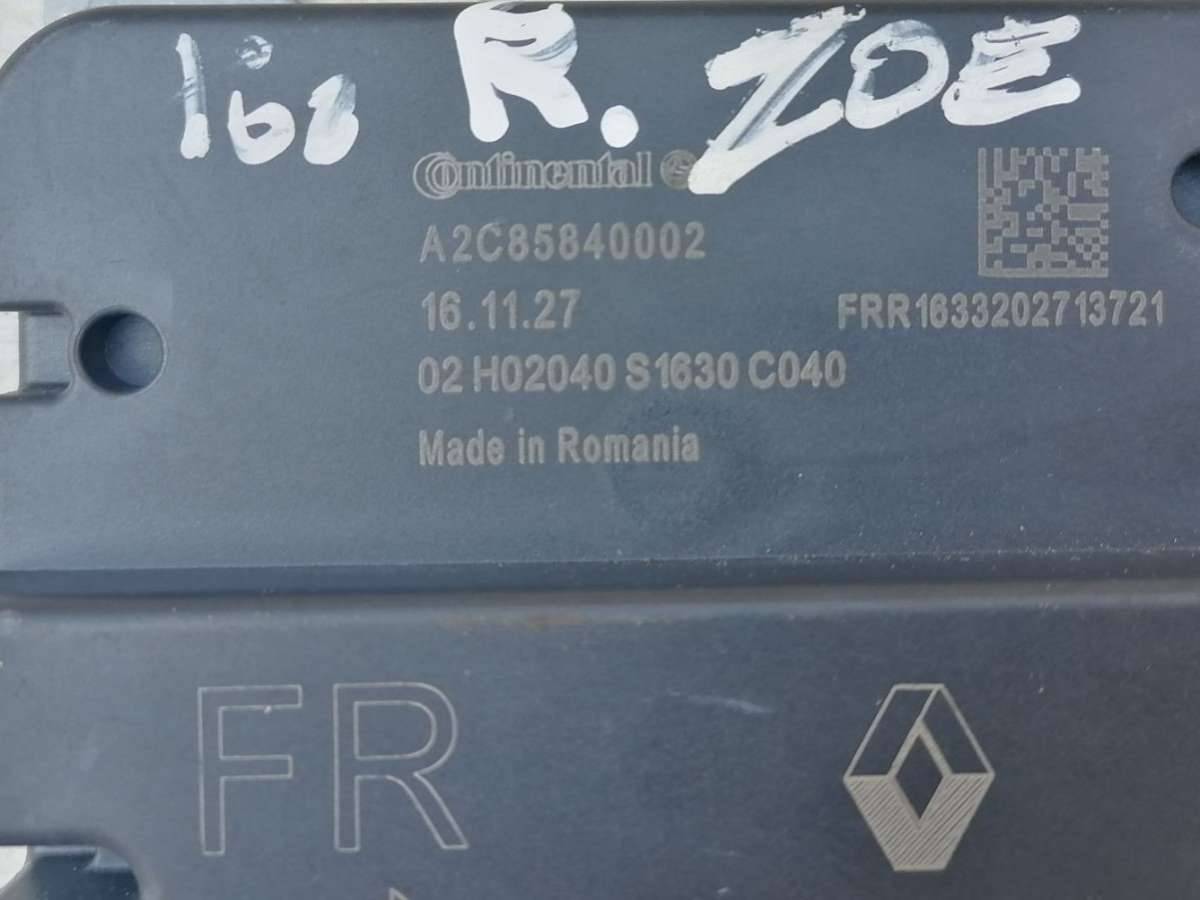 R. ZOE
Continental
A2C85840002
16.11.27
FRR1633202713721
02 H02040 S1630 C040
Made in Romania
FR